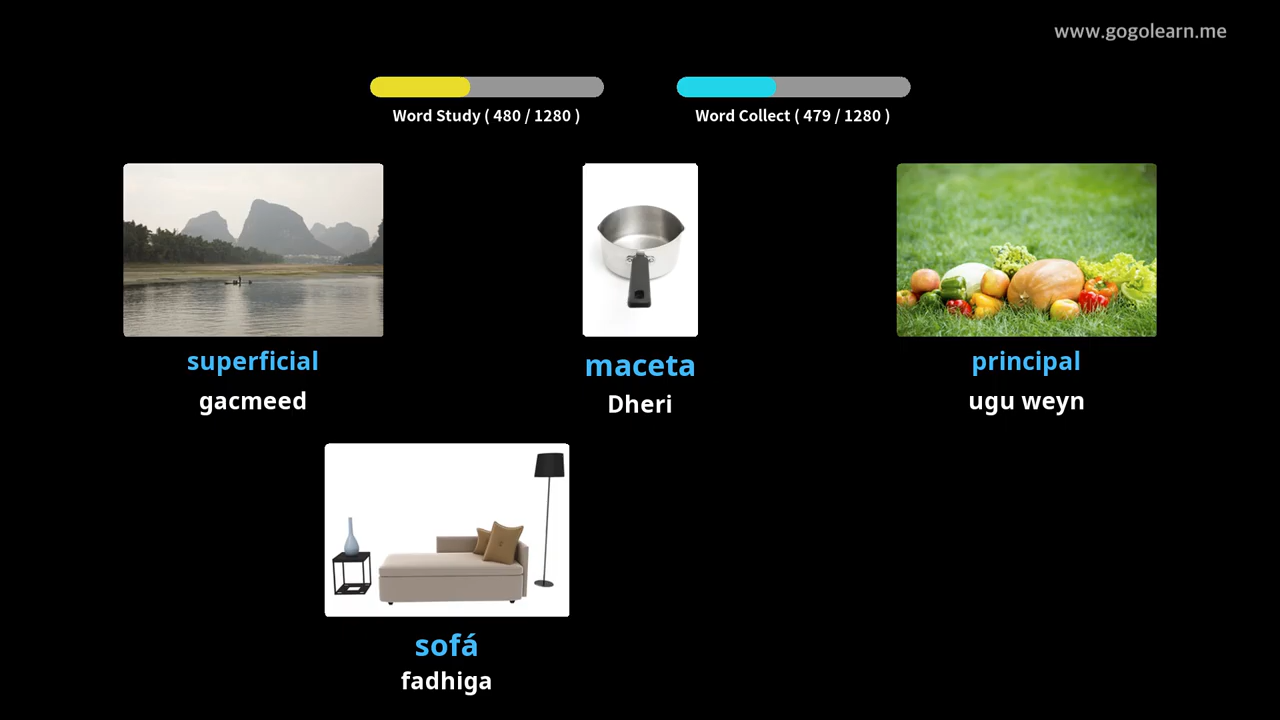 www.gogolearn.me
Word Study ( 480 / 1280 )
Word Collect ( 479 / 1280 )
superficial
gacmeed
maceta
Dheri
principal
ugu weyn
sofá
fadhiga